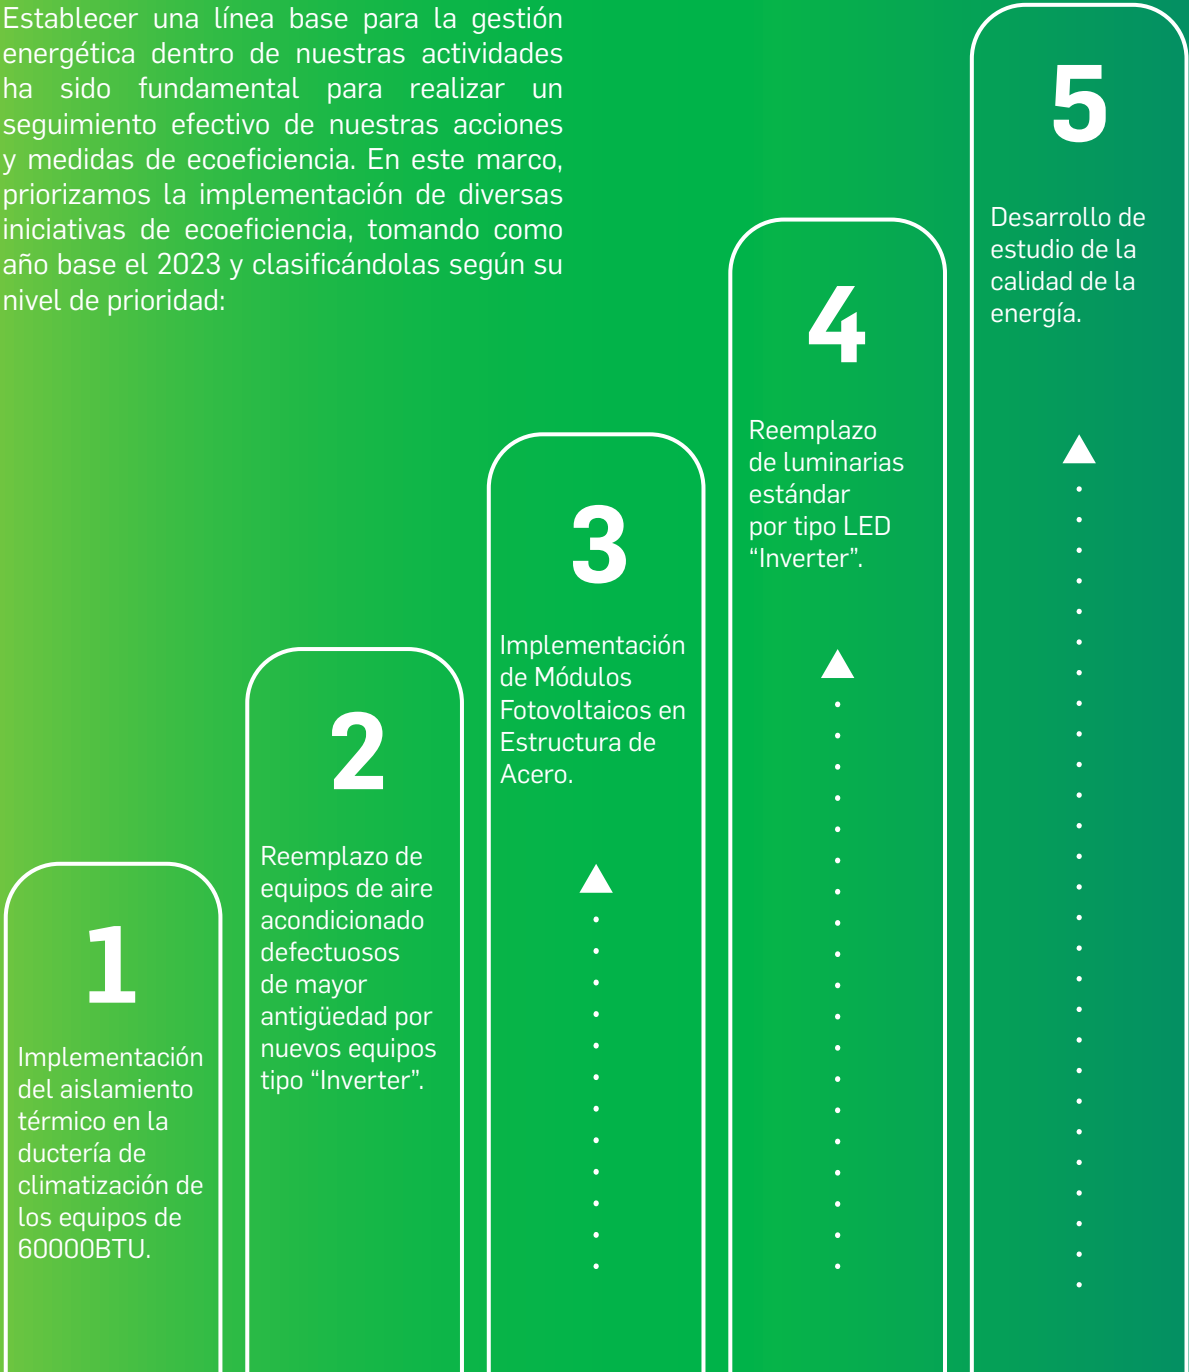 Establecer una línea base para la gestión
energética dentro de nuestras actividades
ha sido fundamental para realizar un
seguimiento efectivo de nuestras acciones
y medidas de ecoeficiencia. En este marco,
priorizamos la implementación de diversas
iniciativas de ecoeficiencia, tomando como
año base el 2023 y clasificándolas según su
nivel de prioridad:
1
Implementación
del aislamiento
térmico en la
ductería de
climatización de
los equipos de
60000BTU.
2
Reemplazo de
equipos de aire
acondicionado
defectuosos
de mayor
antigüedad por
nuevos equipos
tipo “Inverter”.
3
Implementación
de Módulos
Fotovoltaicos en
Estructura de
Acero.
4
Reemplazo
de luminarias
estándar
por tipo LED
“Inverter”.
5
Desarrollo de
estudio de la
calidad de la
energía.